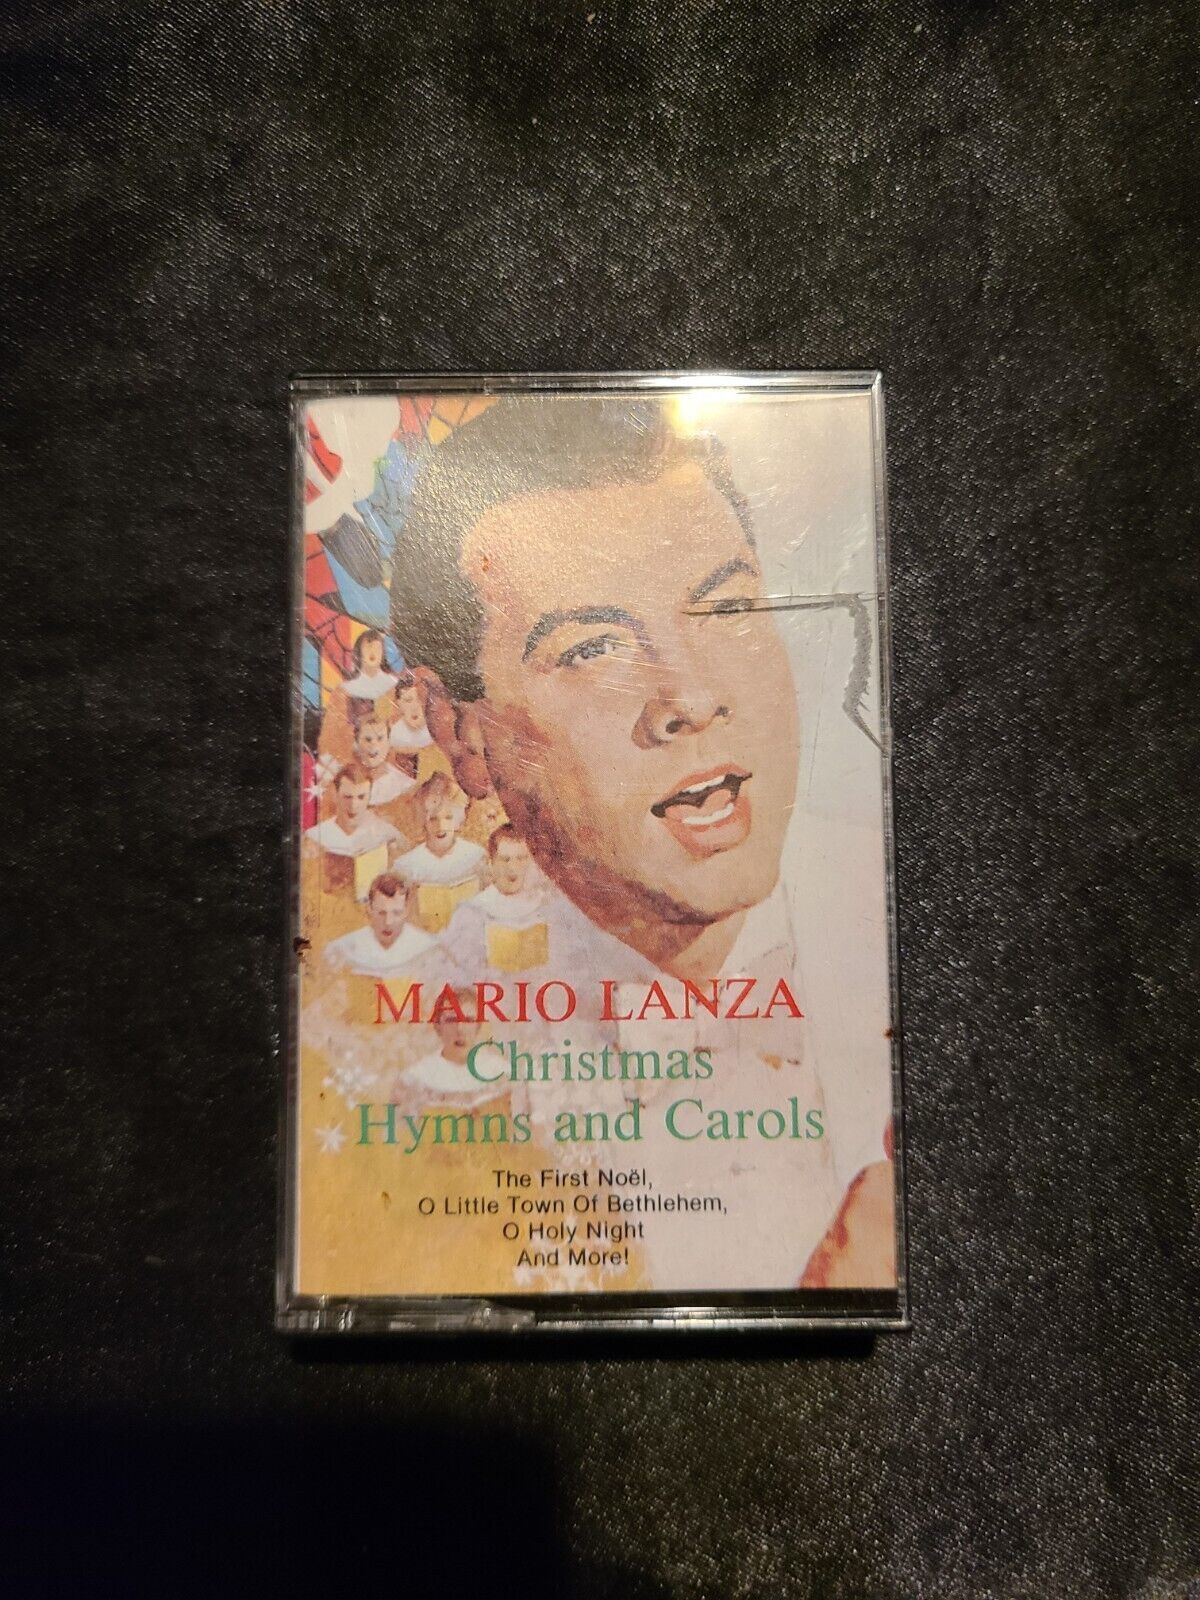 MARIO LANZA
Christmas
Hymns and Carols
The First Noël,
O Little Town Of Bethlehem,
O Holy Night
And More!